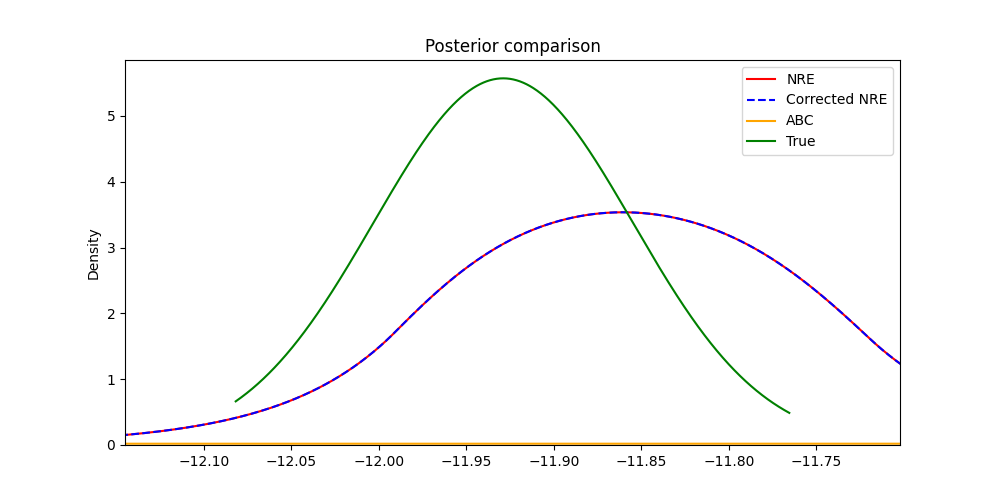 Posterior comparison
NRE
Corrected NRE
ABC
True
Density
5
4
3
2
1
0
−12.10 −12.05 −12.00 −11.95 −11.90 −11.85 −11.80 −11.75